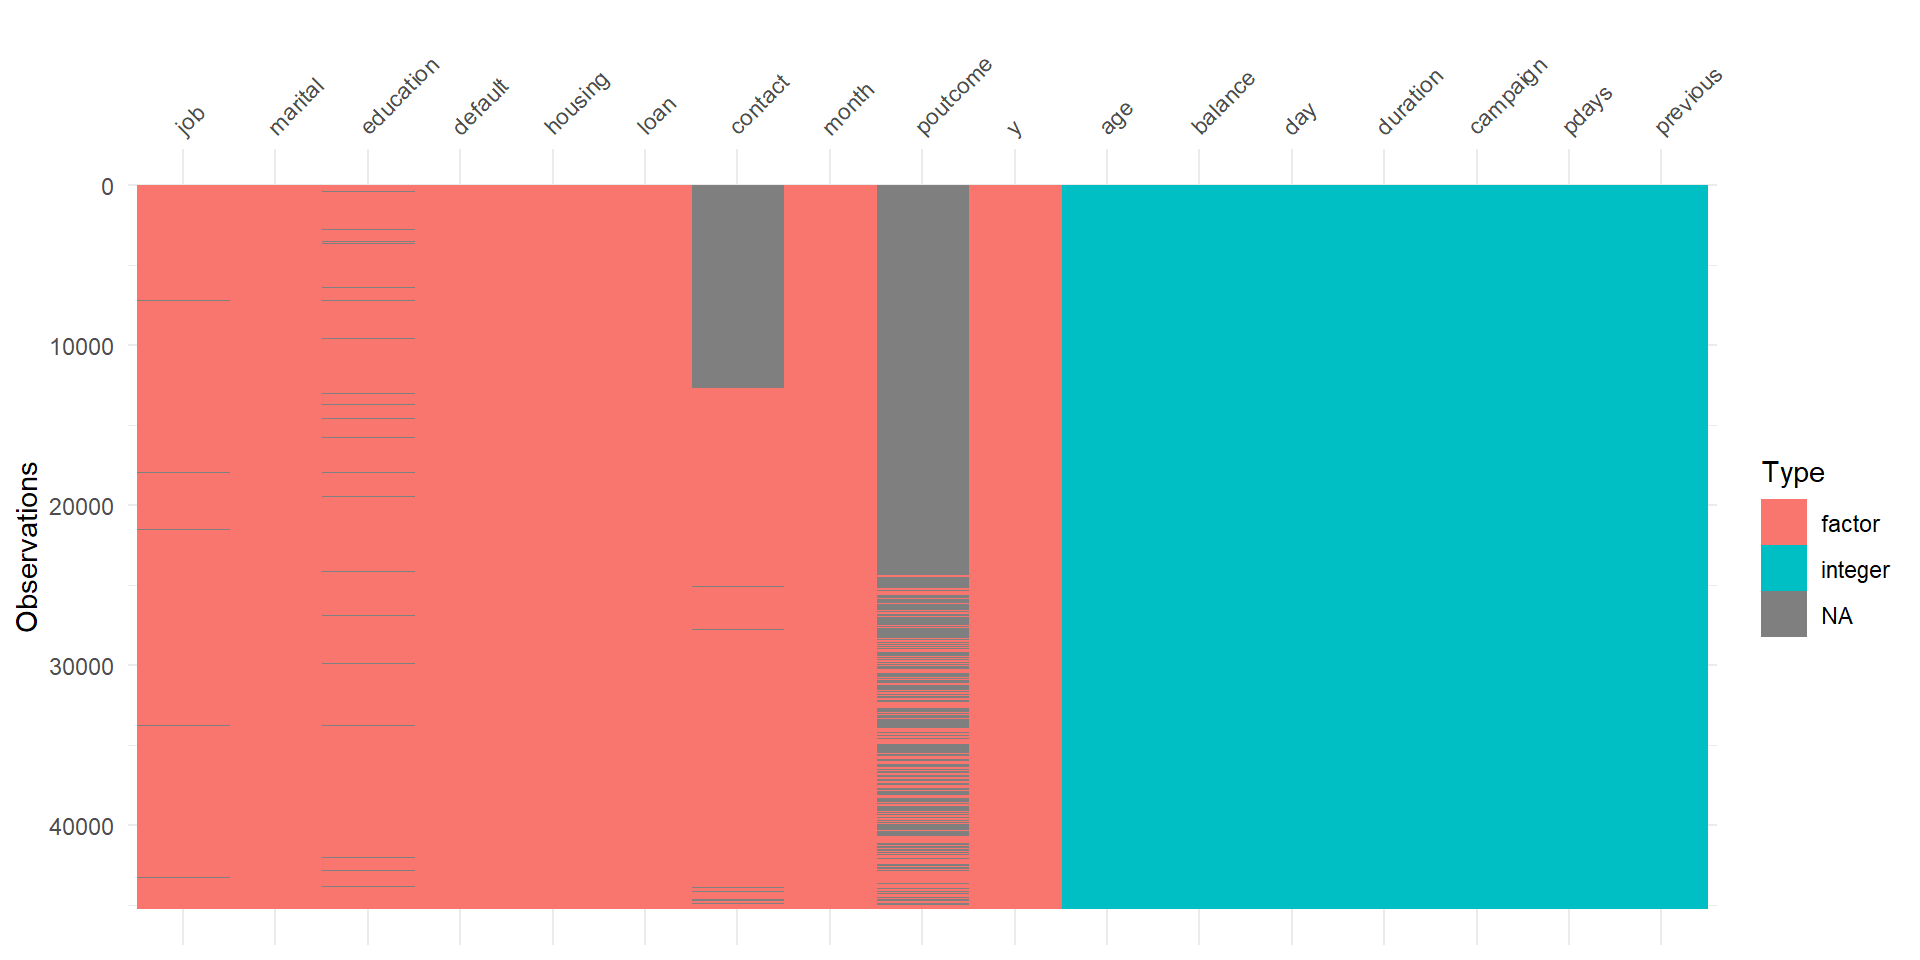 job
marital
education
default
housing
loan
contact
month
poutcome
y
age
balance
day
duration
campaign
pdays
previous
0
10000
20000
30000
40000
Observations
Type
factor
integer
NA